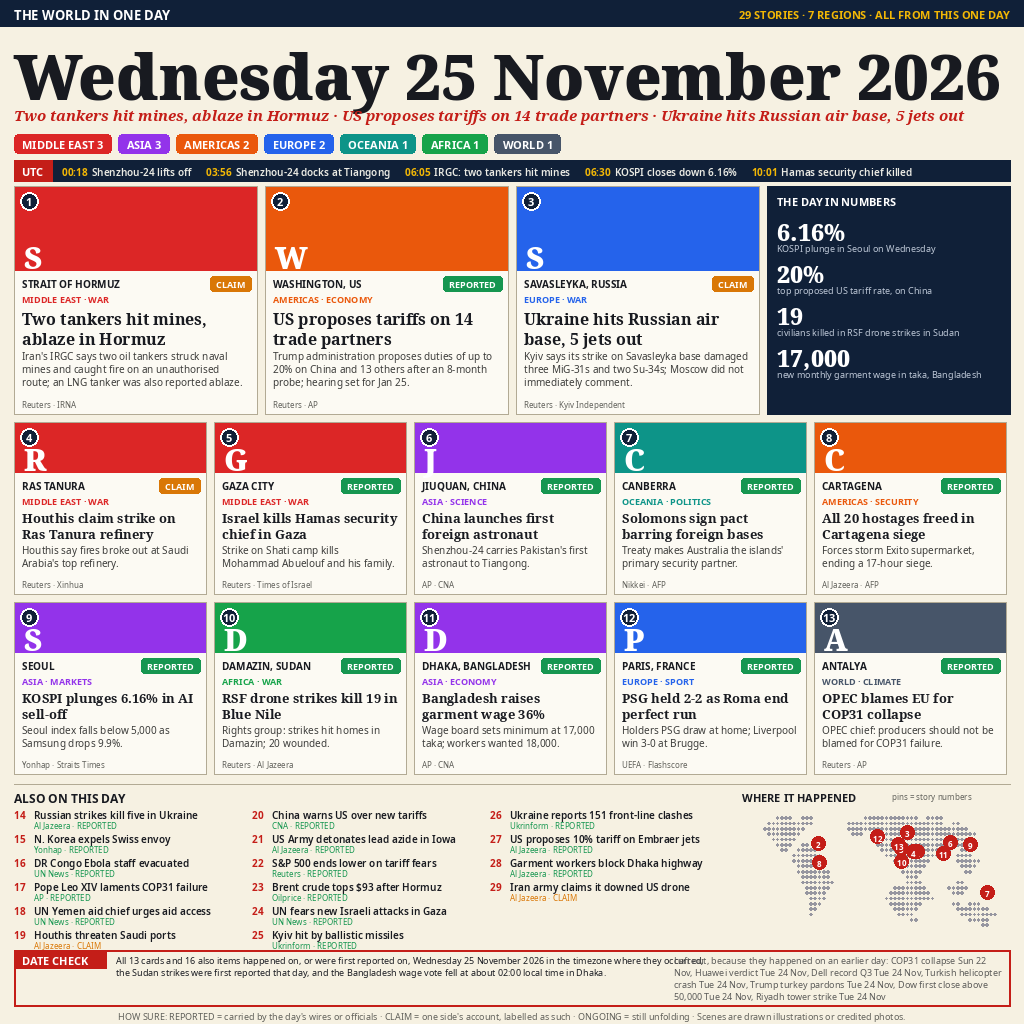 THE WORLD IN ONE DAY
29 STORIES · 7 REGIONS · ALL FROM THIS ONE DAY
Wednesday 25 November 2026
Two tankers hit mines, ablaze in Hormuz · US proposes tariffs on 14 trade partners · Ukraine hits Russian air base, 5 jets out
MIDDLE EAST 3
ASIA 3
AMERICAS 2
EUROPE 2
OCEANIA 1
AFRICA 1
WORLD 1
UTC
00:18 Shenzhou-24 lifts off
03:56 Shenzhou-24 docks at Tiangong
06:05 IRGC: two tankers hit mines
06:30 KOSPI closes down 6.16%
10:01 Hamas security chief killed
1
S
STRAIT OF HORMUZ
CLAIM
MIDDLE EAST · WAR
Two tankers hit mines,
ablaze in Hormuz
Iran's IRGC says two oil tankers struck naval
mines and caught fire on an unauthorised
route; an LNG tanker was also reported ablaze.
Reuters · IRNA
2
W
WASHINGTON, US
REPORTED
AMERICAS · ECONOMY
US proposes tariffs on 14
trade partners
Trump administration proposes duties of up to
20% on China and 13 others after an 8-month
probe; hearing set for Jan 25.
Reuters · AP
3
S
SAVASLEYKA, RUSSIA
CLAIM
EUROPE · WAR
Ukraine hits Russian air
base, 5 jets out
Kyiv says its strike on Savasleyka base damaged
three MiG-31s and two Su-34s; Moscow did not
immediately comment.
Reuters · Kyiv Independent
THE DAY IN NUMBERS
6.16%
KOSPI plunge in Seoul on Wednesday
20%
top proposed US tariff rate, on China
19
civilians killed in RSF drone strikes in Sudan
17,000
new monthly garment wage in taka, Bangladesh
4
R
RAS TANURA
CLAIM
MIDDLE EAST · WAR
Houthis claim strike on
Ras Tanura refinery
Houthis say fires broke out at Saudi
Arabia's top refinery.
Reuters · Xinhua
5
G
GAZA CITY
REPORTED
MIDDLE EAST · WAR
Israel kills Hamas security
chief in Gaza
Strike on Shati camp kills
Mohammad Abuelouf and his family.
Reuters · Times of Israel
6
J
JIUQUAN, CHINA
REPORTED
ASIA · SCIENCE
China launches first
foreign astronaut
Shenzhou-24 carries Pakistan's first
astronaut to Tiangong.
AP · CNA
7
C
CANBERRA
REPORTED
OCEANIA · POLITICS
Solomons sign pact
barring foreign bases
Treaty makes Australia the islands'
primary security partner.
Nikkei · AFP
8
C
CARTAGENA
REPORTED
AMERICAS · SECURITY
All 20 hostages freed in
Cartagena siege
Forces storm Exito supermarket,
ending a 17-hour siege.
Al Jazeera · AFP
9
S
SEOUL
REPORTED
ASIA · MARKETS
KOSPI plunges 6.16% in AI
sell-off
Seoul index falls below 5,000 as
Samsung drops 9.9%.
Yonhap · Straits Times
10
D
DAMAZIN, SUDAN
REPORTED
AFRICA · WAR
RSF drone strikes kill 19 in
Blue Nile
Rights group: strikes hit homes in
Damazin; 20 wounded.
Reuters · Al Jazeera
11
D
DHAKA, BANGLADESH
REPORTED
ASIA · ECONOMY
Bangladesh raises
garment wage 36%
Wage board sets minimum at 17,000
taka; workers wanted 18,000.
AP · CNA
12
P
PARIS, FRANCE
REPORTED
EUROPE · SPORT
PSG held 2-2 as Roma end
perfect run
Holders PSG draw at home; Liverpool
win 3-0 at Brugge.
UEFA · Flashscore
13
A
ANTALYA
REPORTED
WORLD · CLIMATE
OPEC blames EU for
COP31 collapse
OPEC chief: producers should not be
blamed for COP31 failure.
Reuters · AP
ALSO ON THIS DAY
14 Russian strikes kill five in Ukraine
Al Jazeera · REPORTED
15 N. Korea expels Swiss envoy
Yonhap · REPORTED
16 DR Congo Ebola staff evacuated
UN News · REPORTED
17 Pope Leo XIV laments COP31 collapse
AP · REPORTED
18 UN Yemen aid chief urges aid access
UN News · REPORTED
19 Houthis threaten Saudi ports
Al Jazeera · CLAIM
20 China warns US over new tariffs
CNA · REPORTED
21 US Army detonates lead azide in Iowa
Al Jazeera · REPORTED
22 S&P 500 ends lower on tariff fears
Reuters · REPORTED
23 Brent crude tops $93 after Hormuz
Oilprice · REPORTED
24 UN fears new Israeli attacks in Gaza
UN News · REPORTED
25 Kyiv hit by ballistic missiles
Ukrinform · REPORTED
26 Ukraine reports 151 front-line clashes
Ukrinform · REPORTED
27 US proposes 10% tariff on Embraer jets
Al Jazeera · REPORTED
28 Garment workers block Dhaka highway
Al Jazeera · REPORTED
29 Iran army claims it downed US drone
Al Jazeera · CLAIM
WHERE IT HAPPENED
pins = story numbers
2
8
12
3
13
4
10
6
11
9
7
DATE CHECK
All 13 cards and 16 also items happened on, or were first reported on, Wednesday 25 November 2026 in the timezone where they occurred;
the Sudan strikes were first reported that day, and the Bangladesh wage vote fell at about 02:00 local time in Dhaka.
out, because they happened on an earlier day: COP31 collapse Sun 22
Nov, Huawei verdict Tue 24 Nov, Dell record Q3 Tue 24 Nov, Turkish helicopter
crash Tue 24 Nov, Trump turkey pardons Tue 24 Nov, Dow first close above
50,000 Tue 24 Nov, Riyadh tower strike Tue 24 Nov
HOW SURE: REPORTED = carried by the day's wires or officials · CLAIM = one side's account, labelled as such · ONGOING = still unfolding · Scenes are drawn illustrations or credited photos.